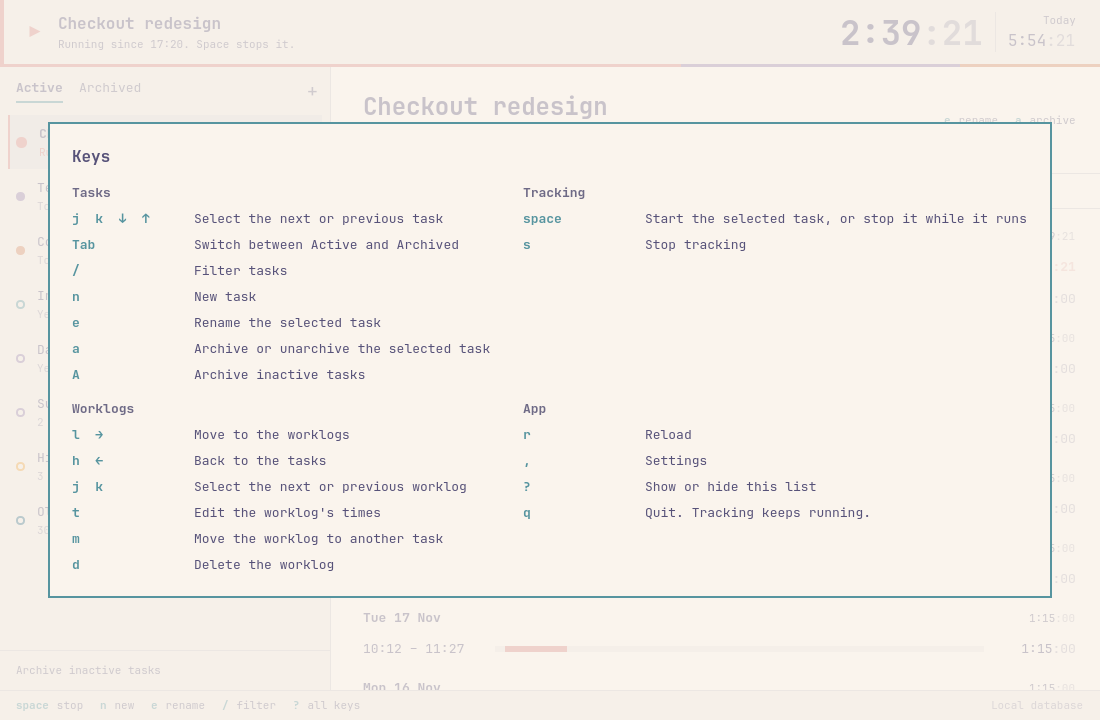 Checkout redesign
Running since 17:20. Space stops it.
2:39:21
Today
5:54:21
Active Archived +
Checkout redesign
e rename a archive
Keys
Tasks
j k ↓ ↑ Select the next or previous task
Tab Switch between Active and Archived
/ Filter tasks
n New task
e Rename the selected task
a Archive or unarchive the selected task
A Archive inactive tasks
Tracking
space Start the selected task, or stop it while it runs
s Stop tracking
Worklogs
l → Move to the worklogs
h ← Back to the tasks
j k Select the next or previous worklog
t Edit the worklog's times
m Move the worklog to another task
d Delete the worklog
App
r Reload
, Settings
? Show or hide this list
q Quit. Tracking keeps running.
Tue 17 Nov 1:15:00
10:12 – 11:27 1:15:00
Mon 16 Nov 1:15:00
Archive inactive tasks
space stop n new e rename / filter ? all keys
Local database